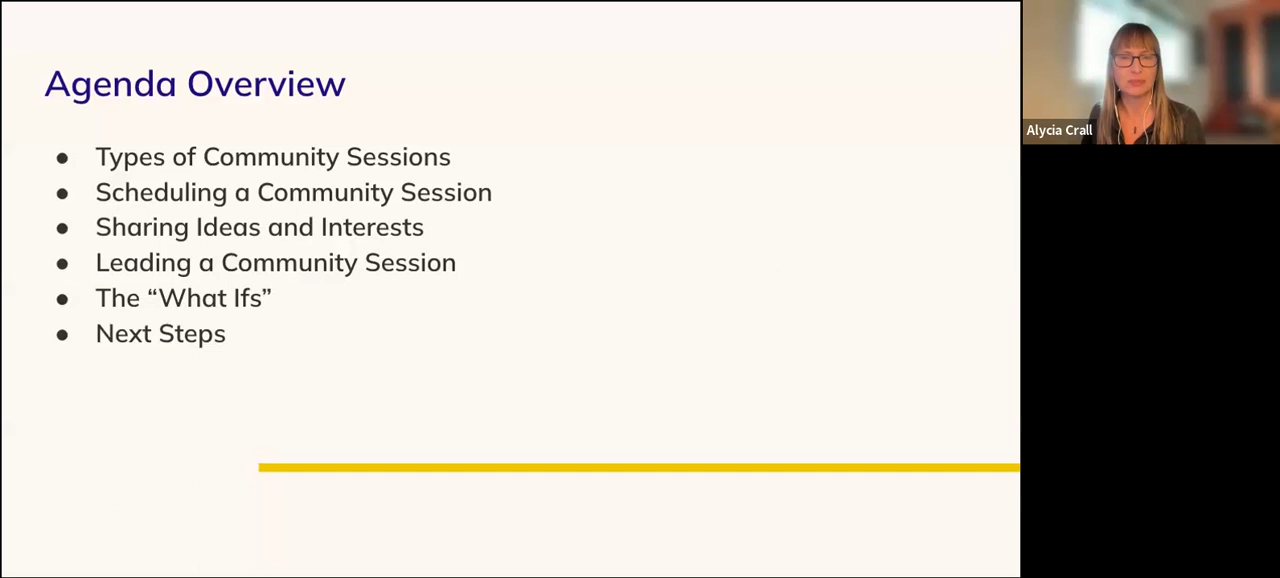 Agenda Overview
● Types of Community Sessions
● Scheduling a Community Session
● Sharing Ideas and Interests
● Leading a Community Session
● The “What Ifs”
● Next Steps
Alycia Crall